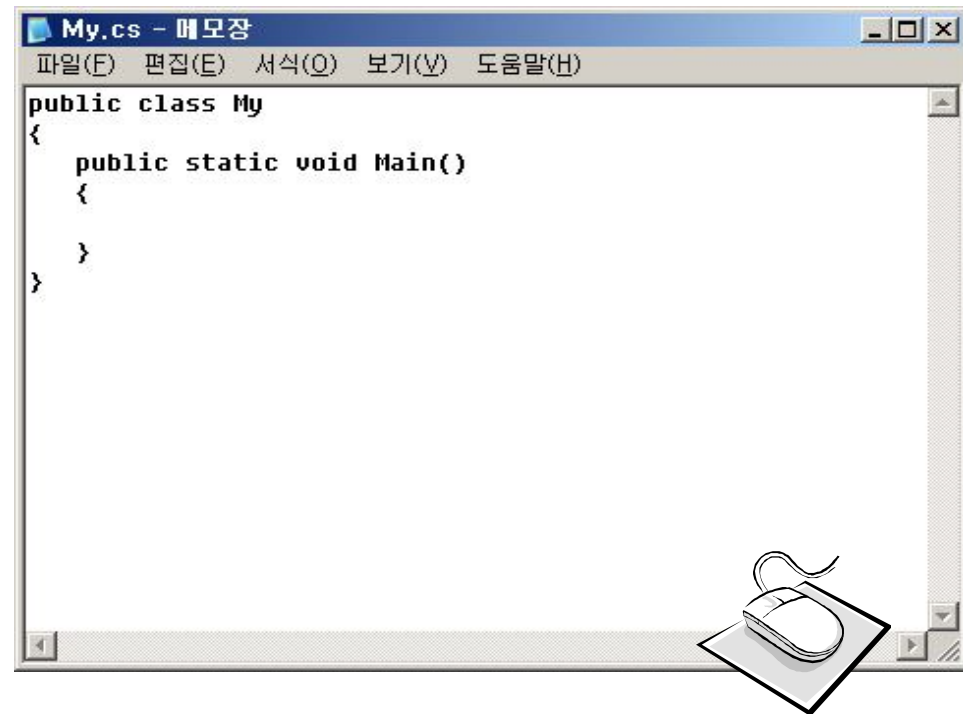 My.cs - 메모장
파일(F) 편집(E) 서식(O) 보기(V) 도움말(H)
public class My
{
   public static void Main()
   {

   }
}